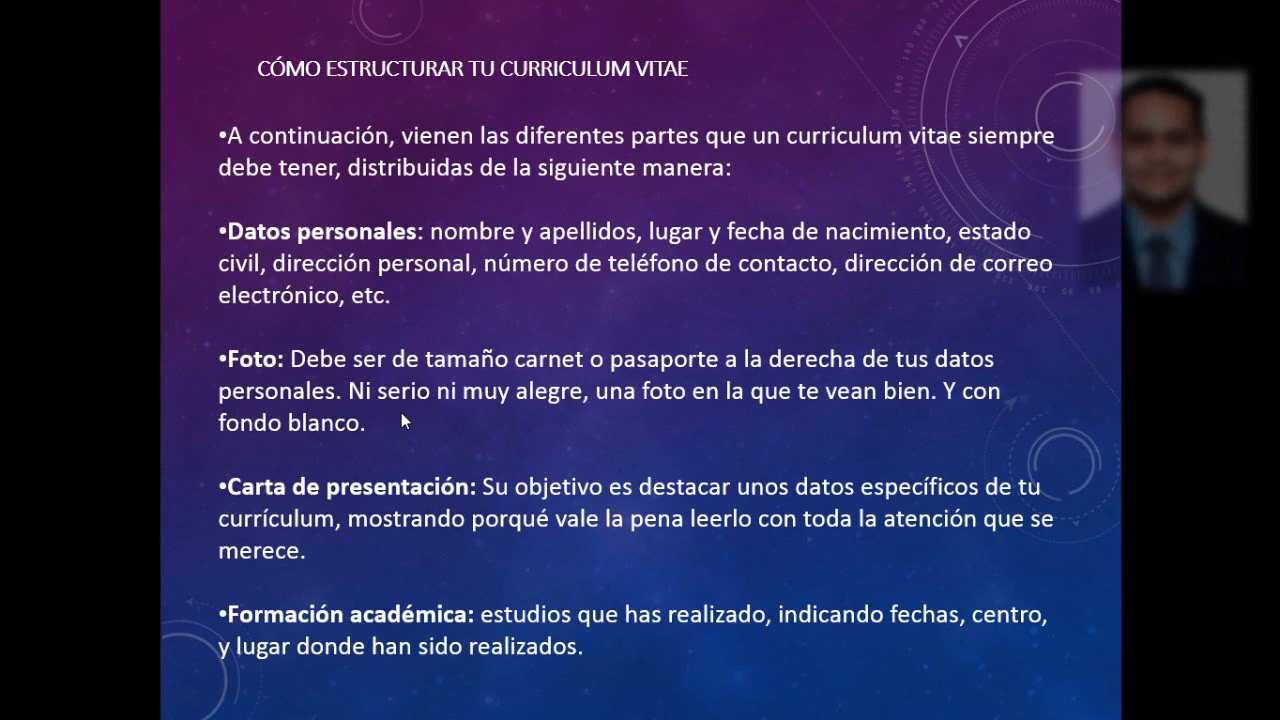 CÓMO ESTRUCTURAR TU CURRICULUM VITAE
•A continuación, vienen las diferentes partes que un curriculum vitae siempre
debe tener, distribuidas de la siguiente manera:
•Datos personales: nombre y apellidos, lugar y fecha de nacimiento, estado
civil, dirección personal, número de teléfono de contacto, dirección de correo
electrónico, etc.
•Foto: Debe ser de tamaño carnet o pasaporte a la derecha de tus datos
personales. Ni serio ni muy alegre, una foto en la que te vean bien. Y con
fondo blanco.
•Carta de presentación: Su objetivo es destacar unos datos específicos de tu
currículum, mostrando porqué vale la pena leerlo con toda la atención que se
merece.
•Formación académica: estudios que has realizado, indicando fechas, centro,
y lugar donde han sido realizados.